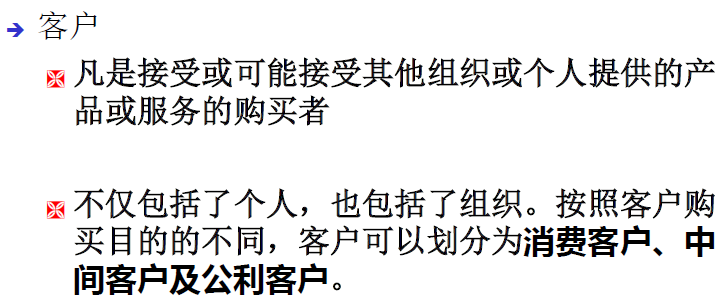 客户
凡是接受或可能接受其他组织或个人提供的产
品或服务的购买者
不仅包括了个人，也包括了组织。按照客户购
买目的的不同，客户可以划分为消费客户、中
间客户及公利客户。